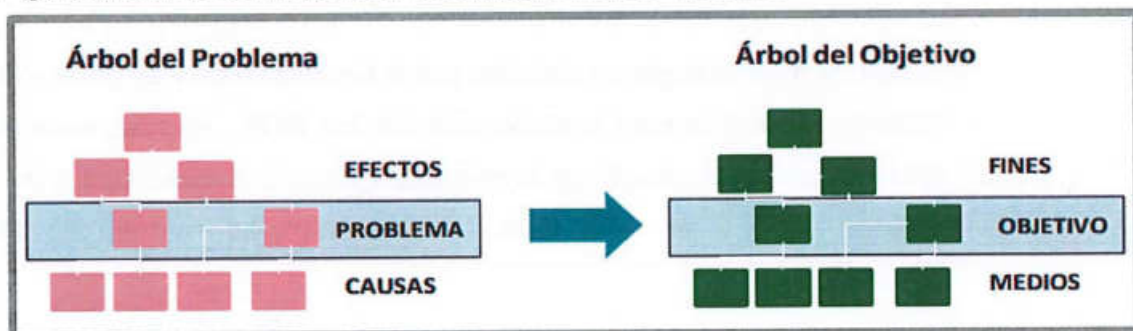 Árbol del Problema
EFECTOS
PROBLEMA
CAUSAS
Árbol del Objetivo
FINES
OBJETIVO
MEDIOS